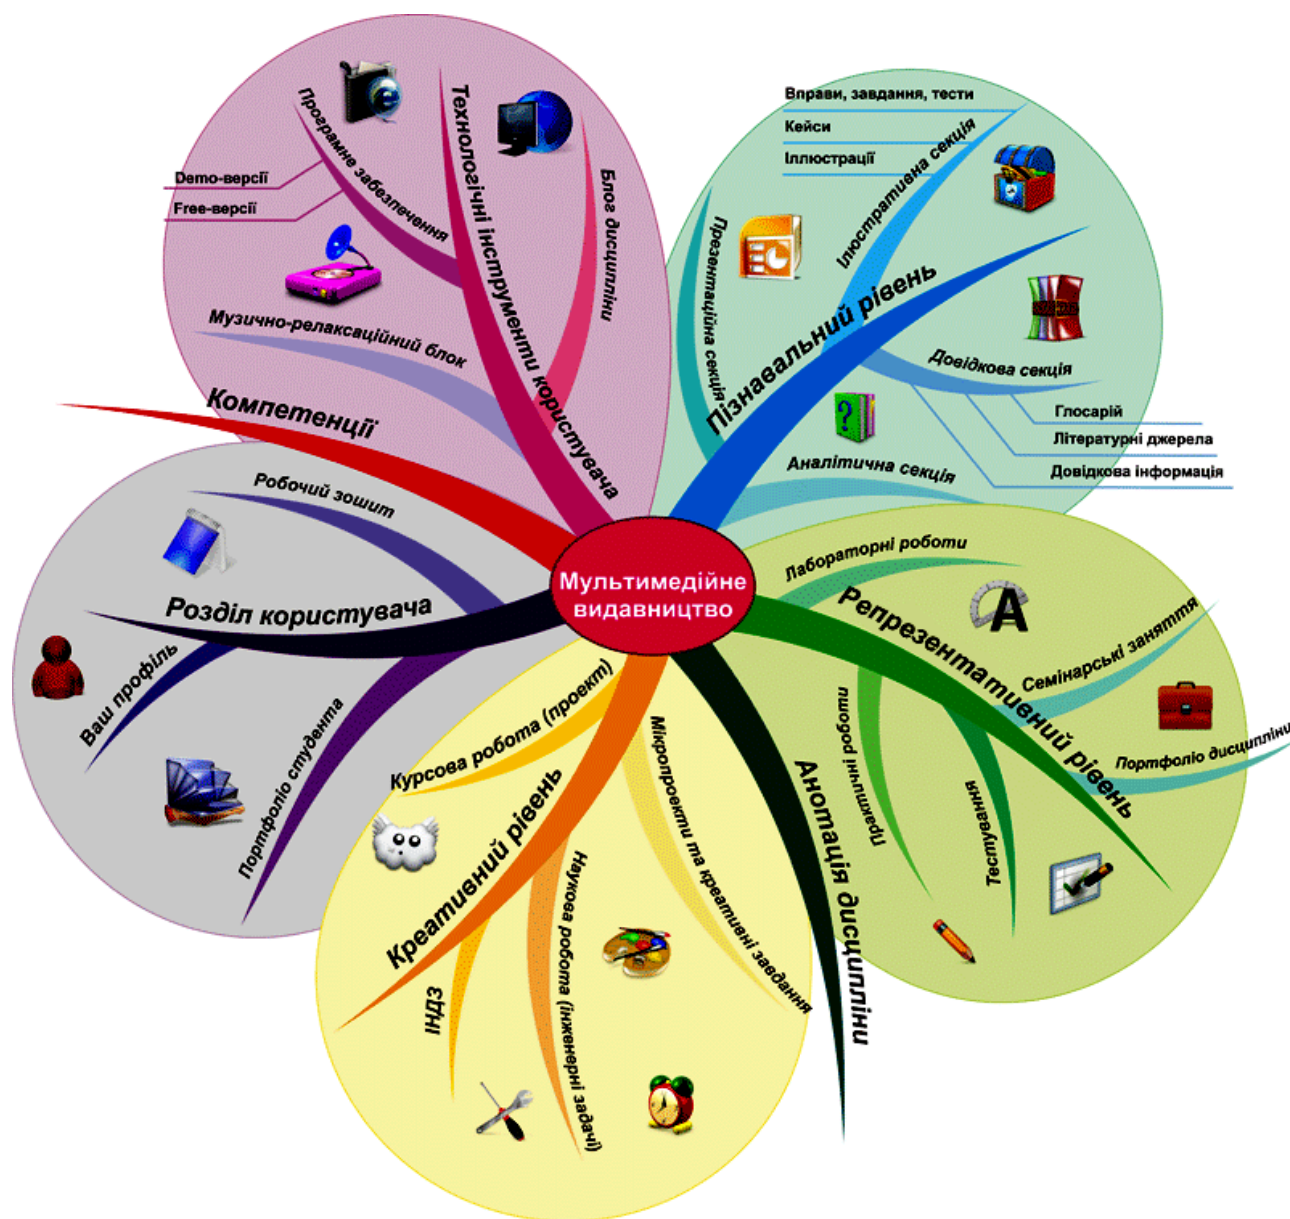 Мультимедійне
видавництво
Технологічні інструменти користувача
Програмне забезпечення
Demo-версії
Free-версії
Блог дисципліни
Музично-релаксаційний блок
Компетенції
Пізнавальний рівень
Ілюстративна секція
Вправи, завдання, тести
Кейси
Іллюстрації
Презентаційна секція
Довідкова секція
Глосарій
Літературні джерела
Довідкова інформація
Аналітична секція
Репрезентативний рівень
Лабораторні роботи
Семінарські заняття
Портфоліо дисципліни
Тестування
Практичні роботи
Анотація дисципліни
Креативний рівень
Мікропроекти та креативні завдання
Наукова робота (інженерні задачі)
ІНДЗ
Курсова робота (проект)
Розділ користувача
Робочий зошит
Ваш профіль
Портфоліо студента
A
?